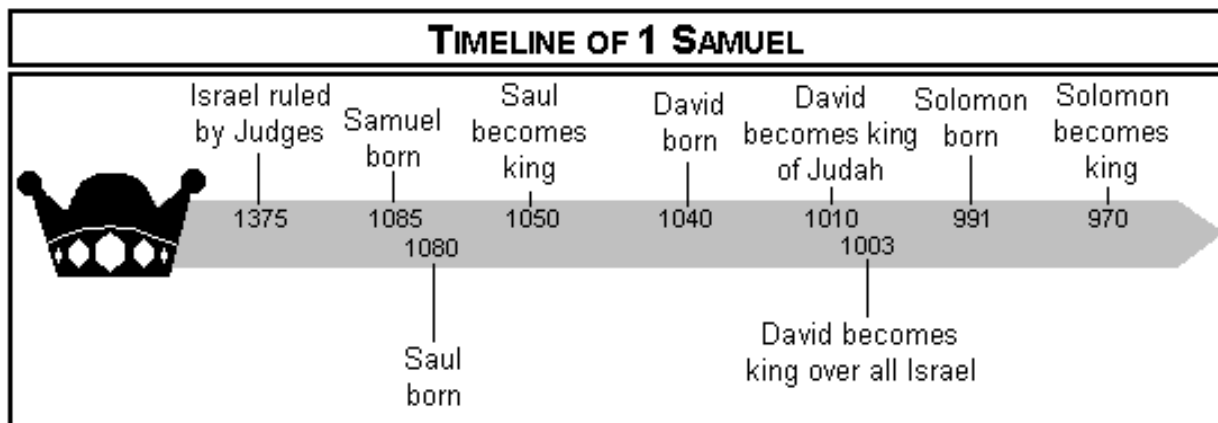 TIMELINE OF 1 SAMUEL
Israel ruled
by Judges
Samuel
born
Saul
becomes
king
David
born
David
becomes king
of Judah
Solomon
born
Solomon
becomes
king
1375
1085
1050
1040
1010
991
970
1080
1003
Saul
born
David becomes
king over all Israel